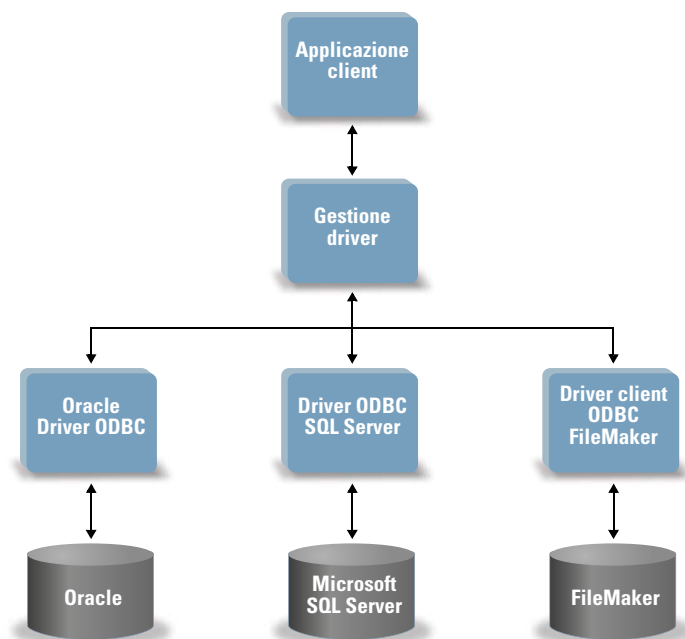 Applicazione
client
Gestione
driver
Oracle
Driver ODBC
Driver ODBC
SQL Server
Driver client
ODBC
FileMaker
Oracle
Microsoft
SQL Server
FileMaker